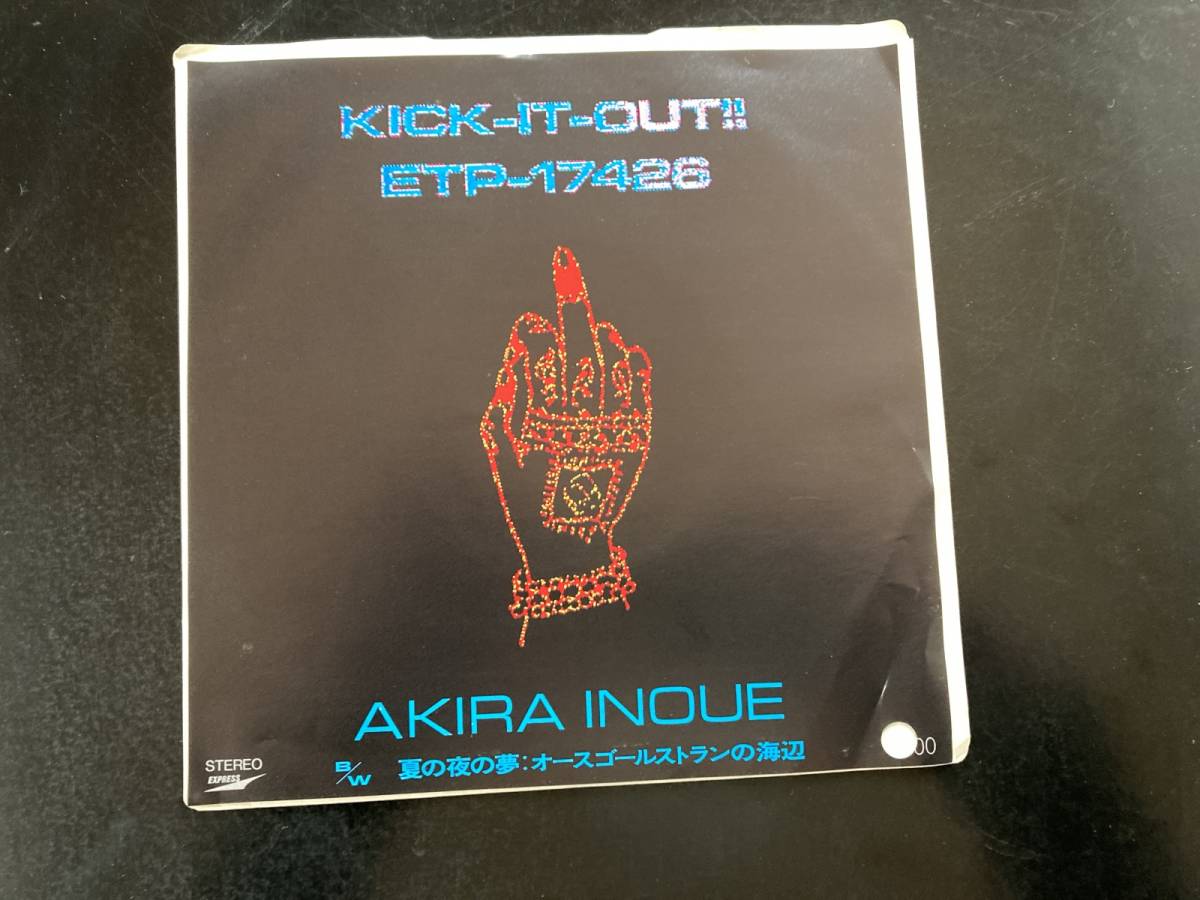 KICK-IT-OUT!!
ETP-17426
AKIRA INOUE
STEREO
EXPRESS
B/W 夏の夜の夢:オースゴールストランの海辺
00